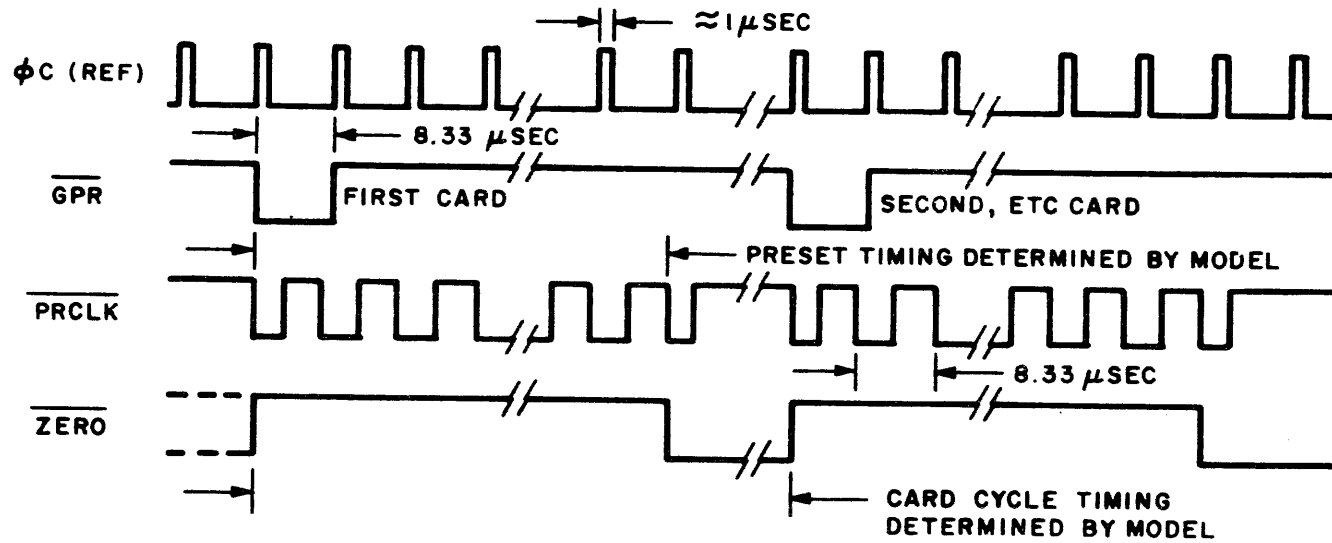 ≈1 μSEC
ϕC (REF)
8.33 μSEC
GPR
FIRST CARD
SECOND, ETC CARD
PRESET TIMING DETERMINED BY MODEL
PRCLK
8.33 μSEC
ZERO
CARD CYCLE TIMING
DETERMINED BY MODEL